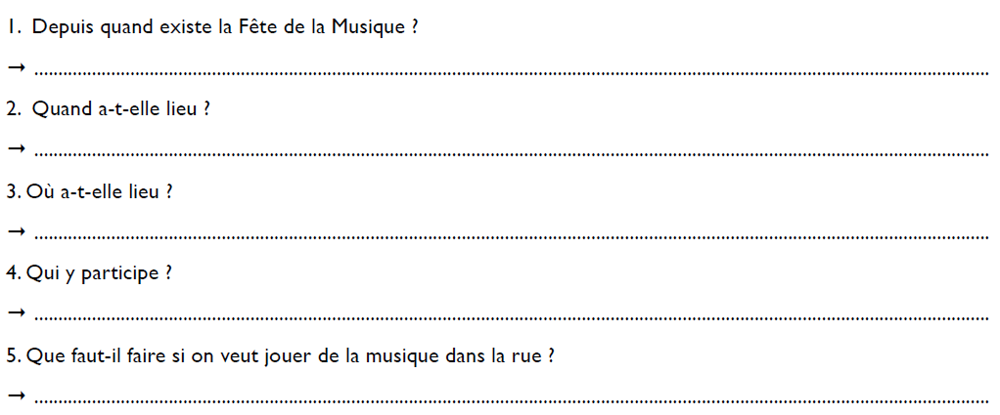 1. Depuis quand existe la Fête de la Musique ?
→ ....................................................................................................
2. Quand a-t-elle lieu ?
→ ....................................................................................................
3. Où a-t-elle lieu ?
→ ....................................................................................................
4. Qui y participe ?
→ ....................................................................................................
5. Que faut-il faire si on veut jouer de la musique dans la rue ?
→ ....................................................................................................